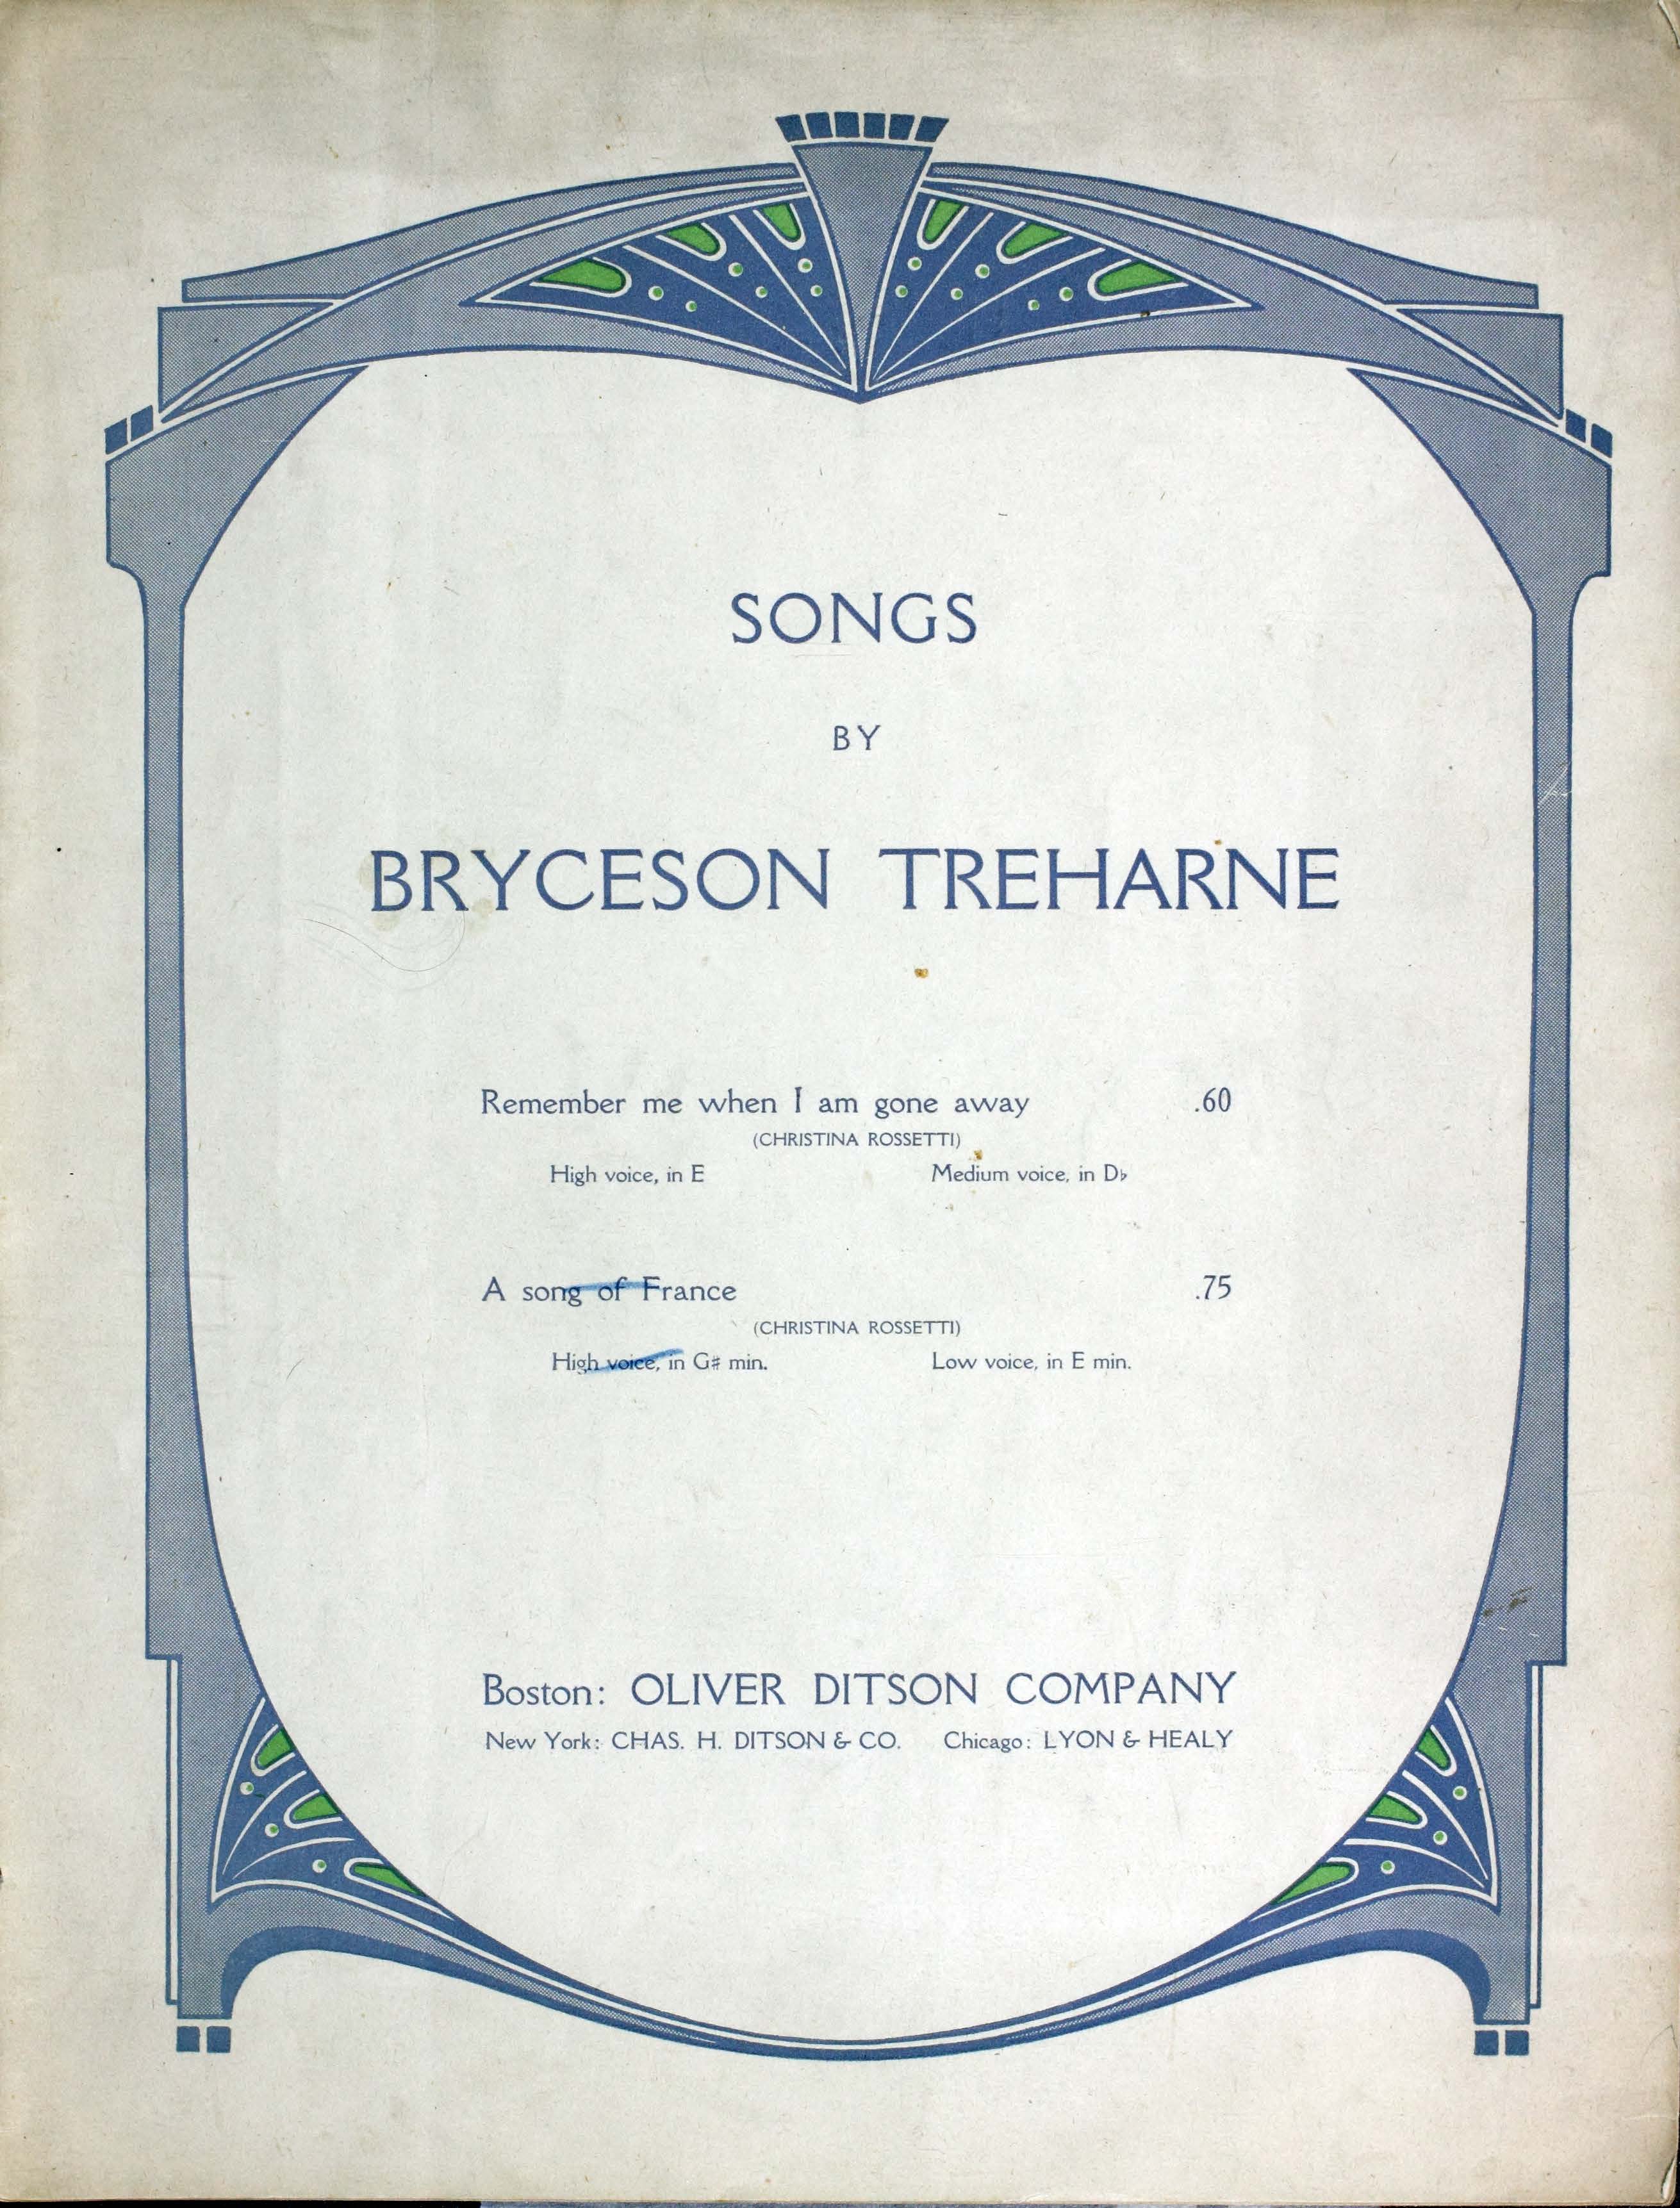 SONGS
BY
BRYCESON TREHARNE
Remember me when I am gone away .60
(CHRISTINA ROSSETTI)
High voice, in E Medium voice, in D♭
A song of France .75
(CHRISTINA ROSSETTI)
High voice, in G♯ min. Low voice, in E min.
Boston: OLIVER DITSON COMPANY
New York: CHAS. H. DITSON & CO. Chicago: LYON & HEALY